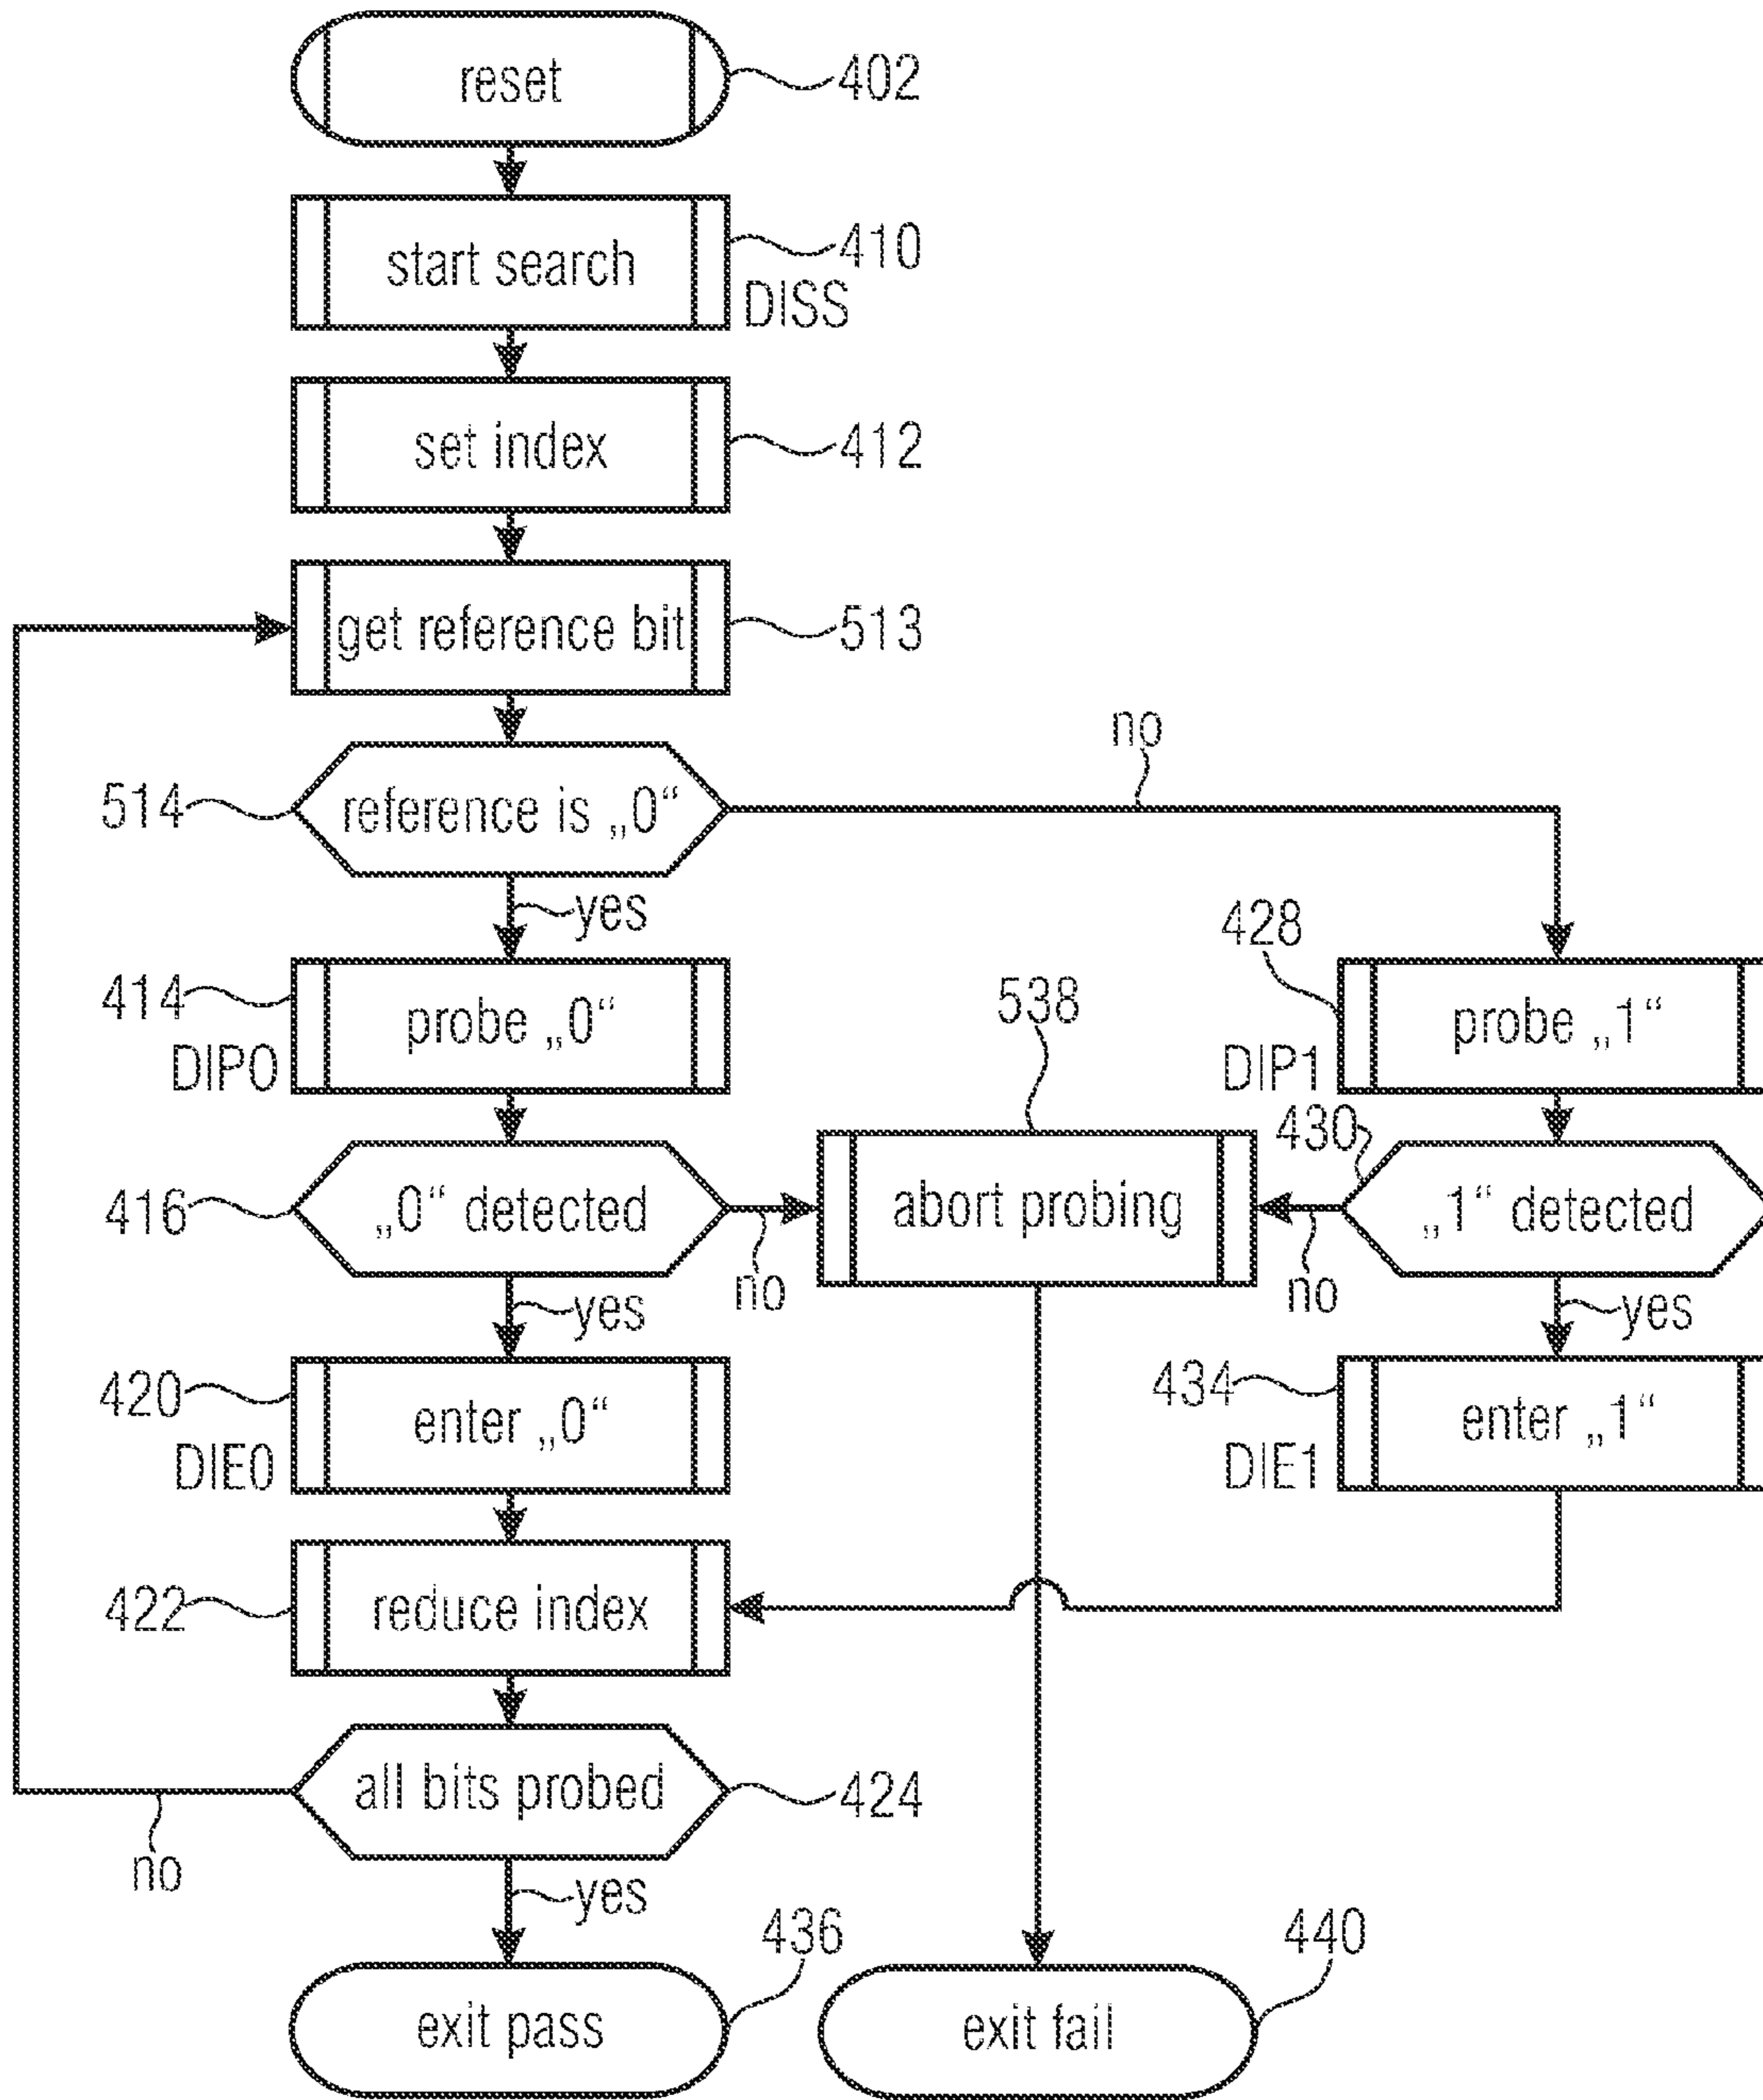 reset
402
start search
410
DISS
set index
412
get reference bit
513
no
514
reference is „0“
yes
428
414
probe „0“
DIP0
538
probe „1“
DIP1
430
416
„0“ detected
no
abort probing
no
„1“ detected
yes
yes
420
enter „0“
DIE0
434
enter „1“
DIE1
422
reduce index
all bits probed
424
no
yes
436
440
exit pass
exit fail